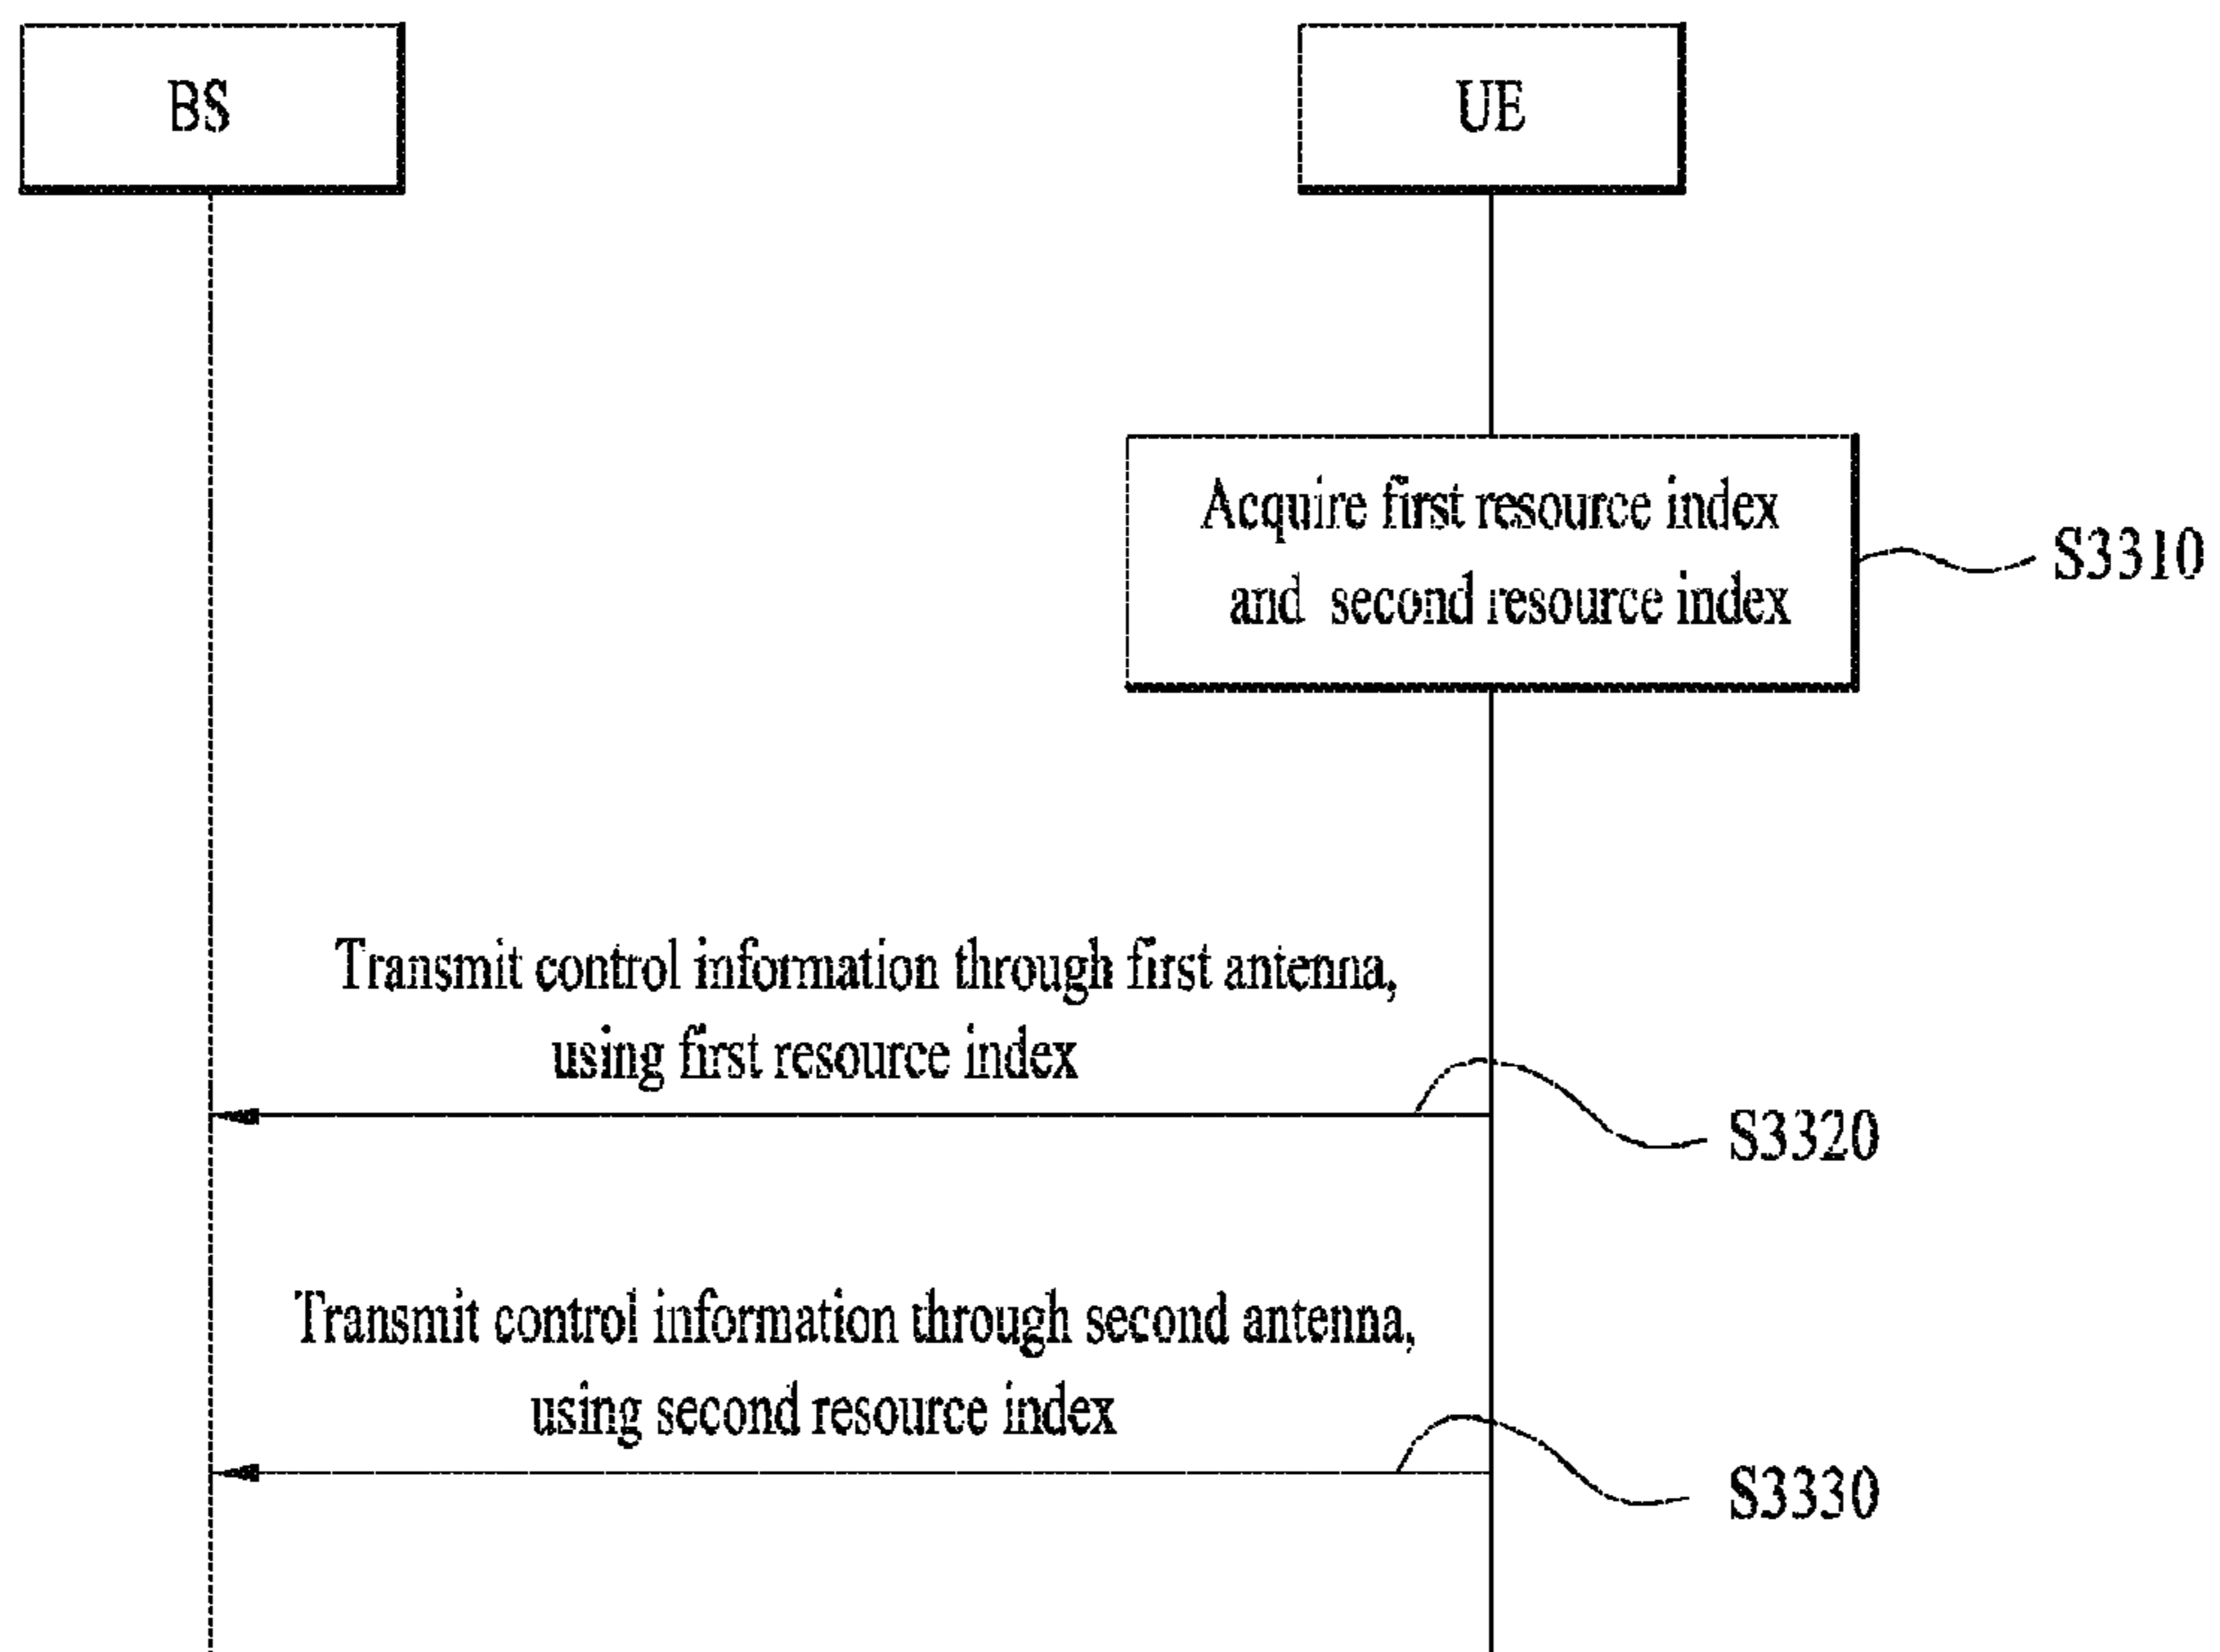 BS
UE
Acquire first resource index
and second resource index
S3310
Transmit control information through first antenna,
using first resource index
S3320
Transmit control information through second antenna,
using second resource index
S3330